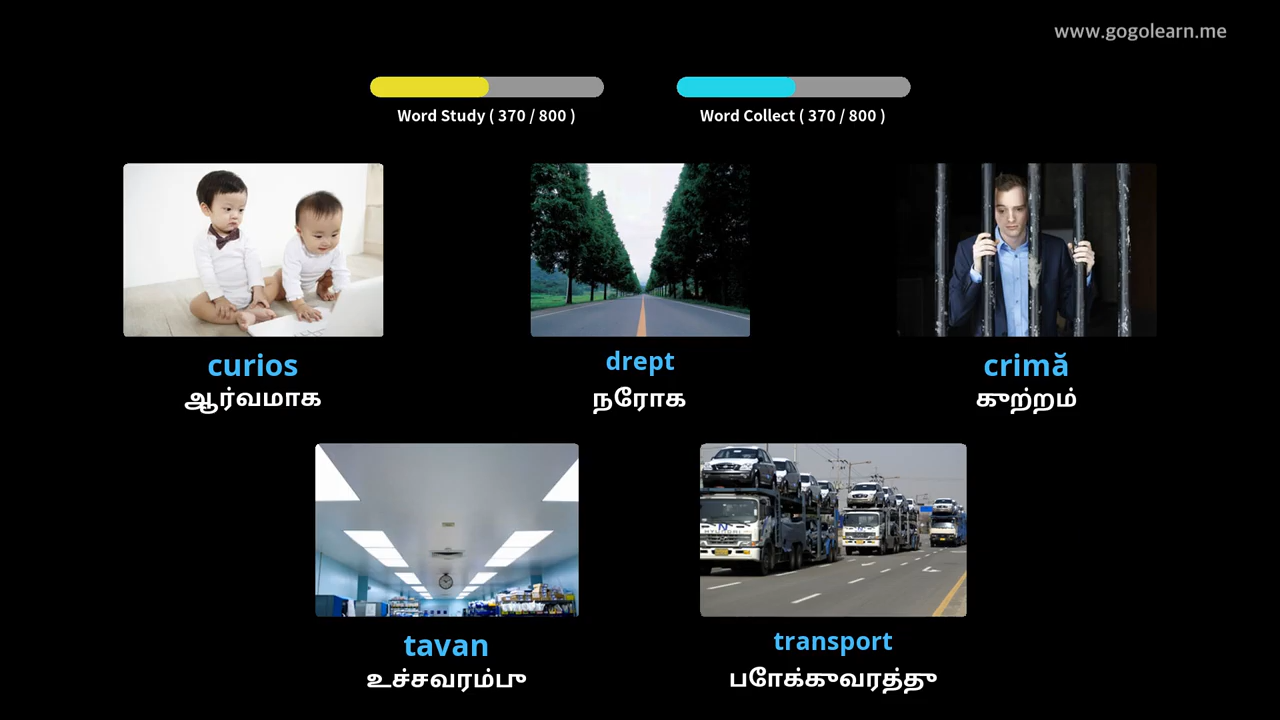 www.gogolearn.me
Word Study ( 370 / 800 )
Word Collect ( 370 / 800 )
curios
ஆர்வமாக
drept
நரோக
crimă
குற்றம்
tavan
உச்சவரம்பு
transport
பரோக்குவரத்து